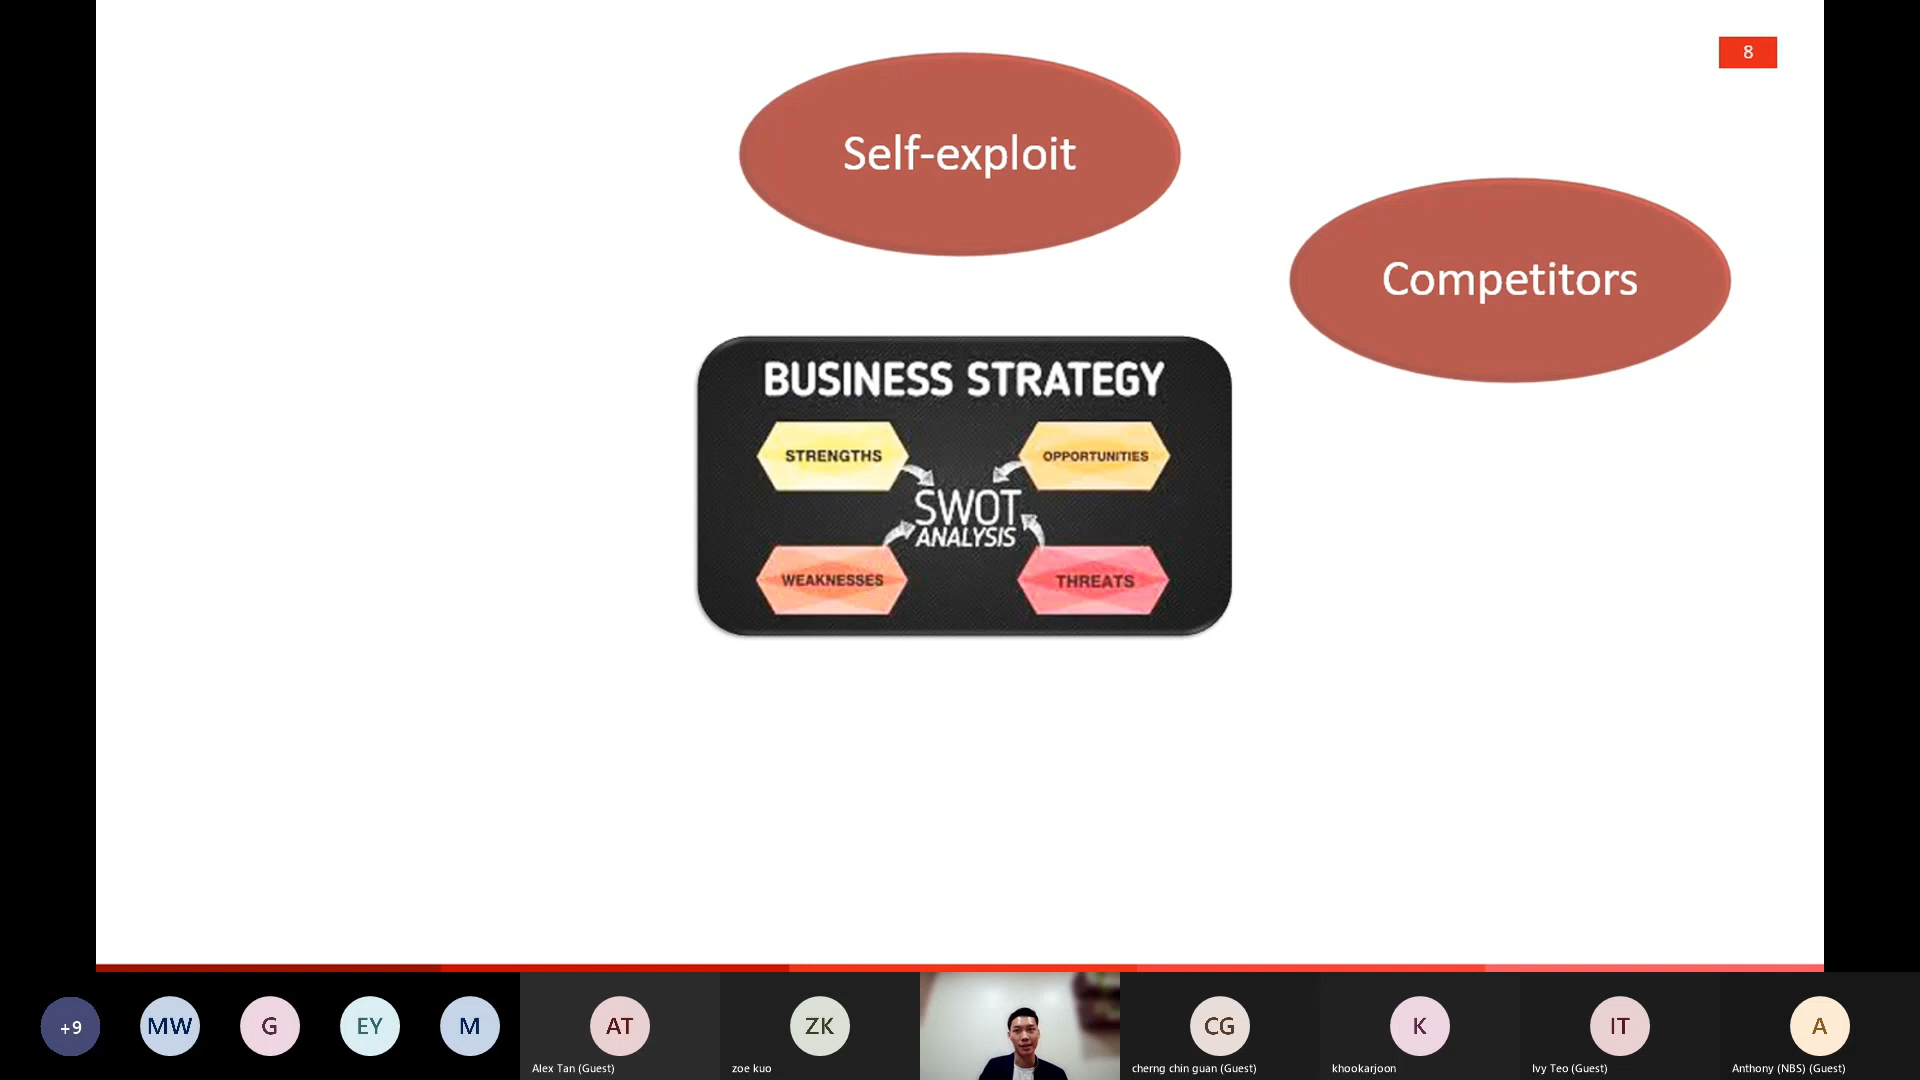 8
Self-exploit
Competitors
BUSINESS STRATEGY
STRENGTHS
OPPORTUNITIES
SWOT
ANALYSIS
WEAKNESSES
THREATS
+9
MW
G
EY
M
AT
ZK
CG
K
IT
A
Alex Tan (Guest)
zoe kuo
cherng chin guan (Guest)
khookarjoon
Ivy Teo (Guest)
Anthony (NBS) (Guest)